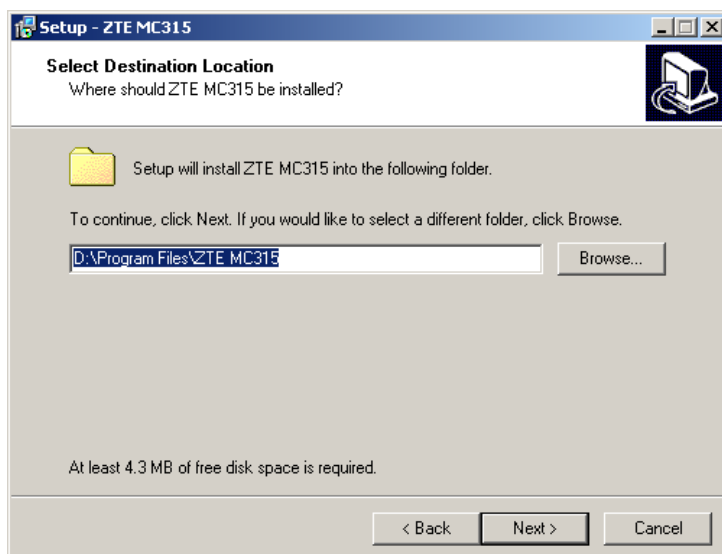 Setup - ZTE MC315
Select Destination Location
Where should ZTE MC315 be installed?
Setup will install ZTE MC315 into the following folder.
To continue, click Next. If you would like to select a different folder, click Browse.
D:\Program Files\ZTE MC315
Browse...
At least 4.3 MB of free disk space is required.
< Back
Next >
Cancel